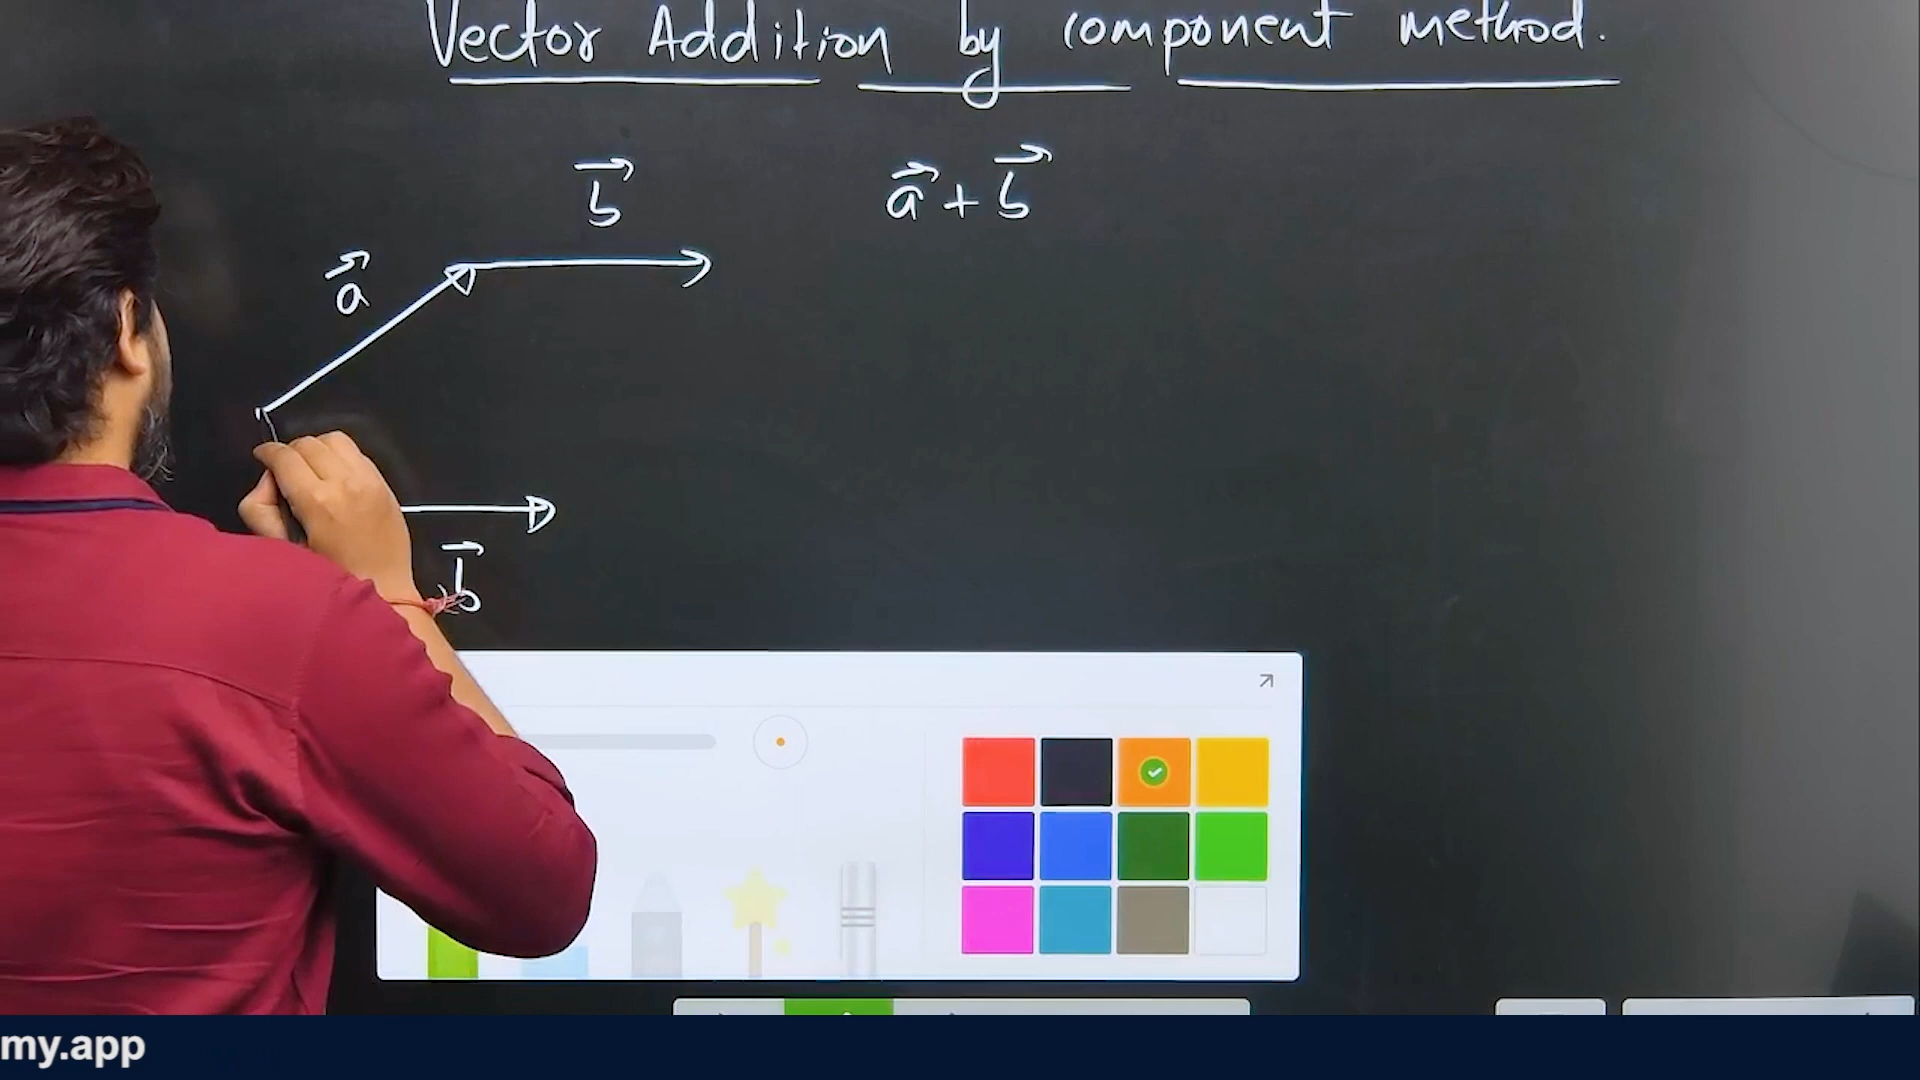 Vector Addition by component method.
b⃗
a⃗ + b⃗
a⃗
b⃗
my.app